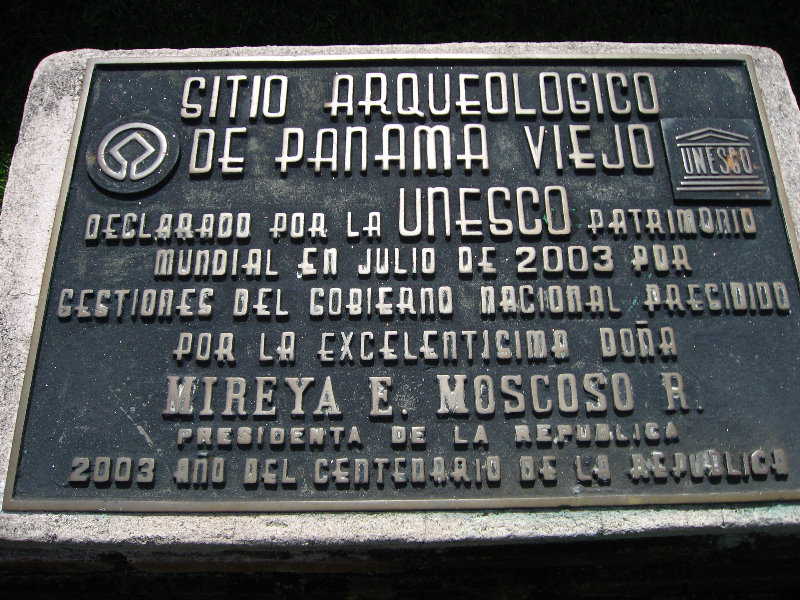 SITIO ARQUEOLOGICO
DE PANAMA VIEJO
UNESCO
DECLARADO POR LA UNESCO PATRIMONIO
MUNDIAL EN JULIO DE 2003 POR
GESTIONES DEL GOBIERNO NACIONAL PRECIDIDO
POR LA EXCELENTISIMA DOÑA
MIREYA E. MOSCOSO R.
PRESIDENTA DE LA REPUBLICA
2003 AÑO DEL CENTENARIO DE LA REPUBLICA